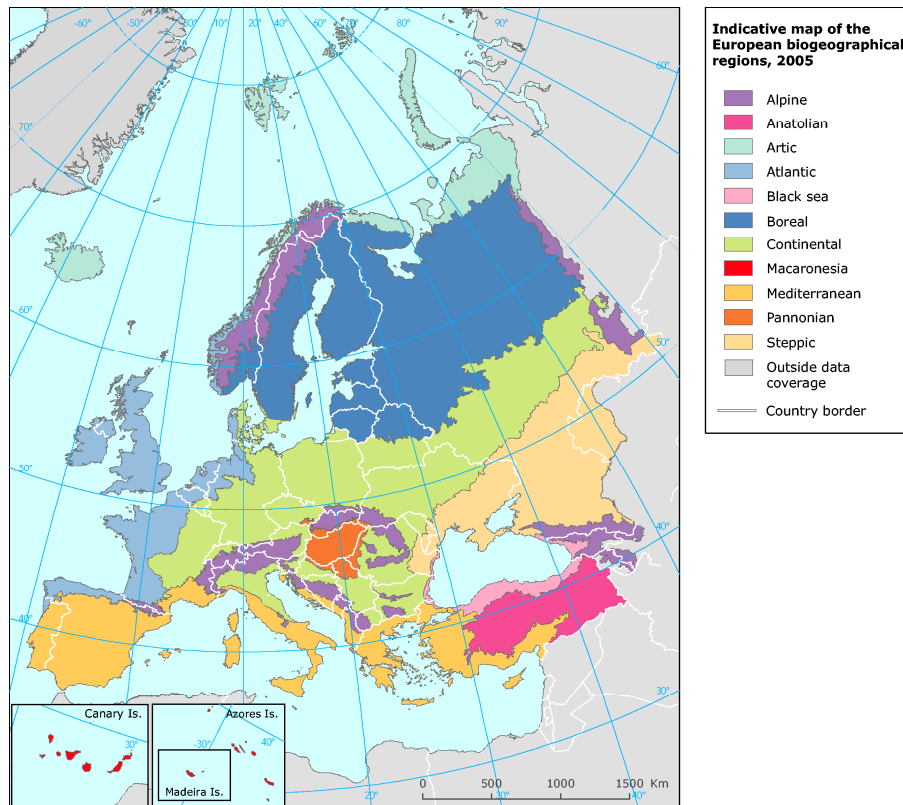 -60°
-50°
-30°
-10°
20°
40°
60°
70°
80°
90°
60°
70°
60°
50°
50°
40°
40°
30°
Canary Is.
30°
Azores Is.
-30°
40°
Madeira Is.
0 500 1000 1500 Km
20°
30°
40°
Indicative map of the
European biogeographical
regions, 2005
Alpine
Anatolian
Artic
Atlantic
Black sea
Boreal
Continental
Macaronesia
Mediterranean
Pannonian
Steppic
Outside data
coverage
Country border